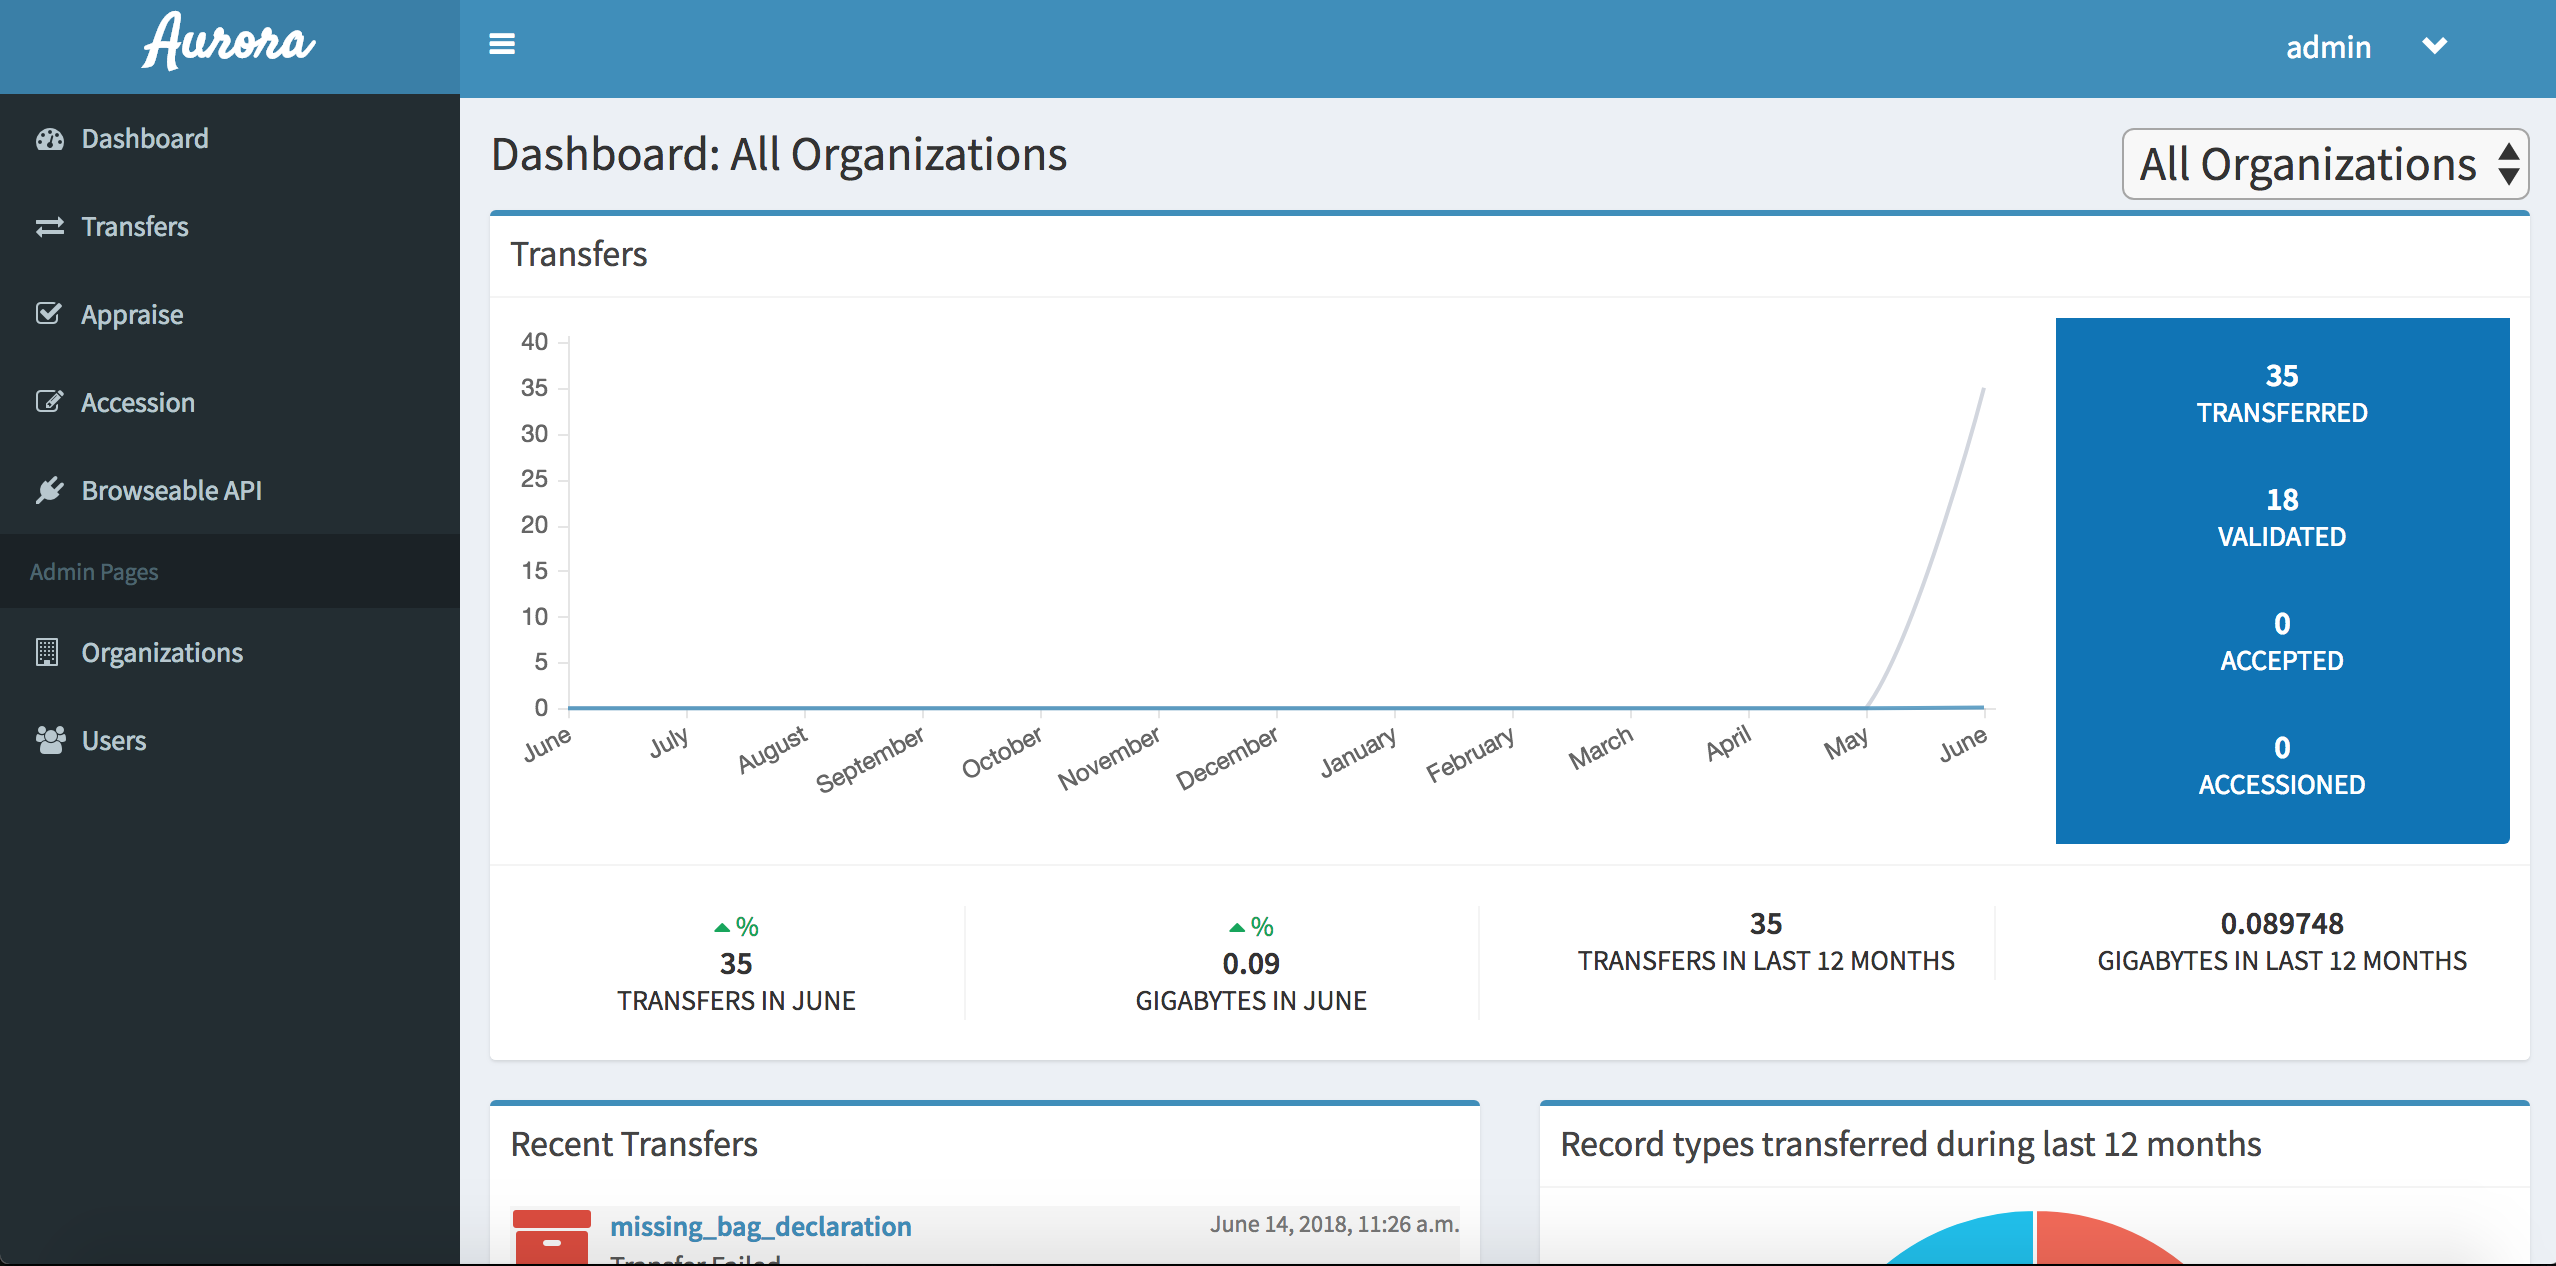 Aurora
admin
Dashboard
Transfers
Appraise
Accession
Browseable API
Admin Pages
Organizations
Users
Dashboard: All Organizations
All Organizations
Transfers
40
35
30
25
20
15
10
5
0
June
July
August
September
October
November
December
January
February
March
April
May
June
35
TRANSFERRED
18
VALIDATED
0
ACCEPTED
0
ACCESSIONED
%
35
TRANSFERS IN JUNE
%
0.09
GIGABYTES IN JUNE
35
TRANSFERS IN LAST 12 MONTHS
0.089748
GIGABYTES IN LAST 12 MONTHS
Recent Transfers
missing_bag_declaration
June 14, 2018, 11:26 a.m.
Transfer Failed
Record types transferred during last 12 months